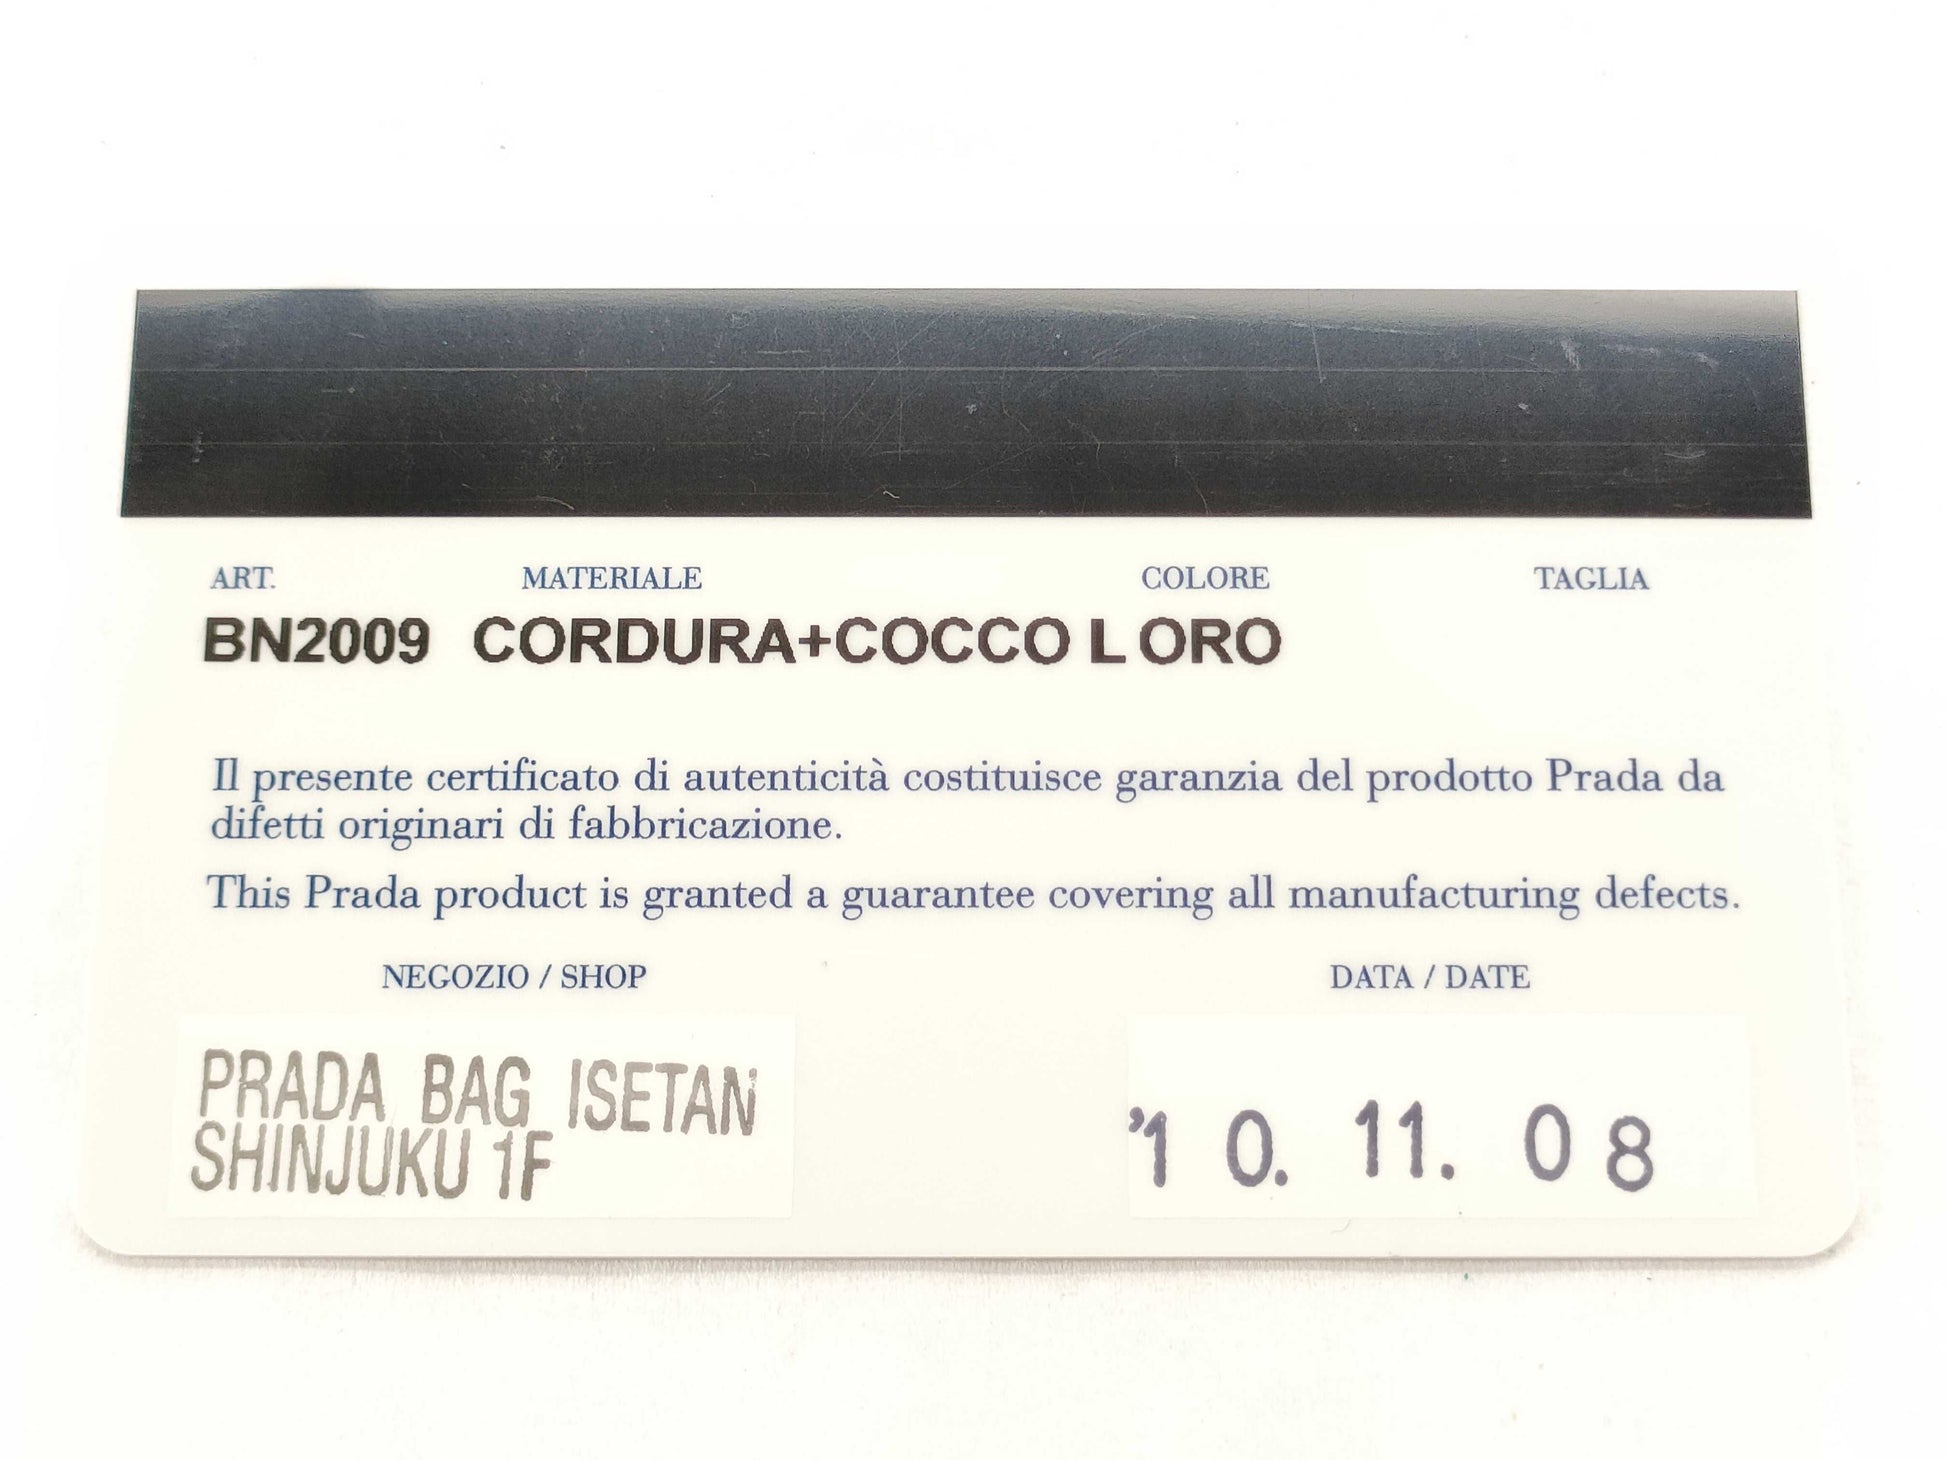 ART. MATERIALE COLORE TAGLIA
BN2009 CORDURA+COCCO L ORO
Il presente certificato di autenticità costituisce garanzia del prodotto Prada da
difetti originari di fabbricazione.
This Prada product is granted a guarantee covering all manufacturing defects.
NEGOZIO / SHOP DATA / DATE
PRADA BAG ISETAN
SHINJUKU 1F
'10. 11. 08